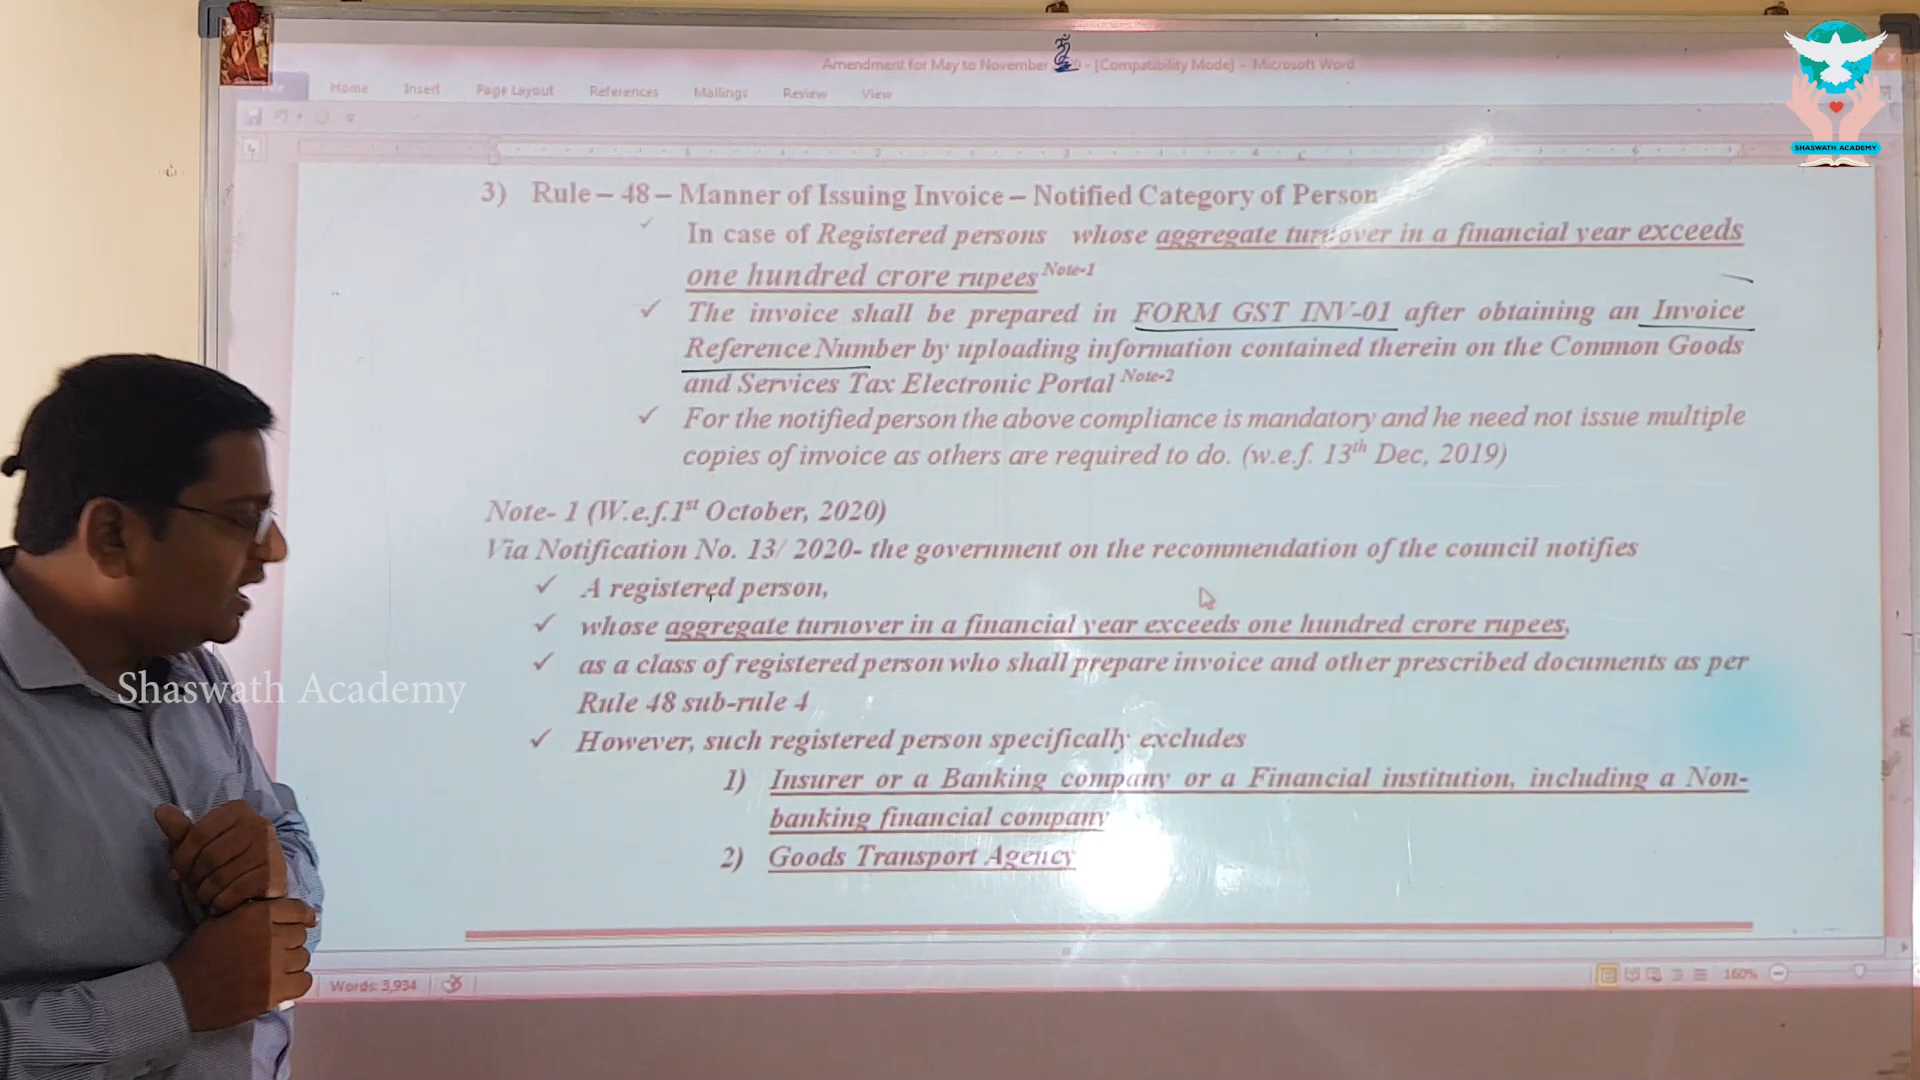 ॐ
Amendment for May to November - [Compatibility Mode] - Microsoft Word
Home Insert Page Layout References Mailings Review View
SHASWATH ACADEMY
3) Rule – 48 – Manner of Issuing Invoice – Notified Category of Person
✓ In case of Registered persons whose aggregate turnover in a financial year exceeds
one hundred crore rupees Note-1
✓ The invoice shall be prepared in FORM GST INV-01 after obtaining an Invoice
Reference Number by uploading information contained therein on the Common Goods
and Services Tax Electronic Portal Note-2
✓ For the notified person the above compliance is mandatory and he need not issue multiple
copies of invoice as others are required to do. (w.e.f. 13th Dec, 2019)
Note- 1 (W.e.f.1st October, 2020)
Via Notification No. 13/ 2020- the government on the recommendation of the council notifies
✓ A registered person,
✓ whose aggregate turnover in a financial year exceeds one hundred crore rupees,
✓ as a class of registered person who shall prepare invoice and other prescribed documents as per
Rule 48 sub-rule 4
✓ However, such registered person specifically excludes
1) Insurer or a Banking company or a Financial institution, including a Non-
banking financial company
2) Goods Transport Agency
Shaswath Academy
Words: 3,934
160%